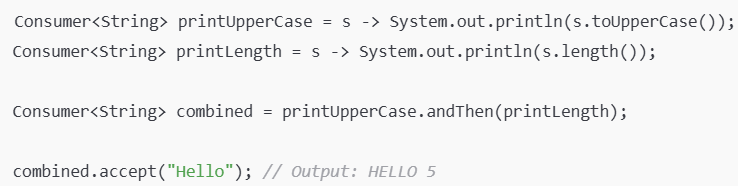 Consumer<String> printUpperCase = s -> System.out.println(s.toUpperCase());
Consumer<String> printLength = s -> System.out.println(s.length());
Consumer<String> combined = printUpperCase.andThen(printLength);
combined.accept("Hello"); // Output: HELLO 5